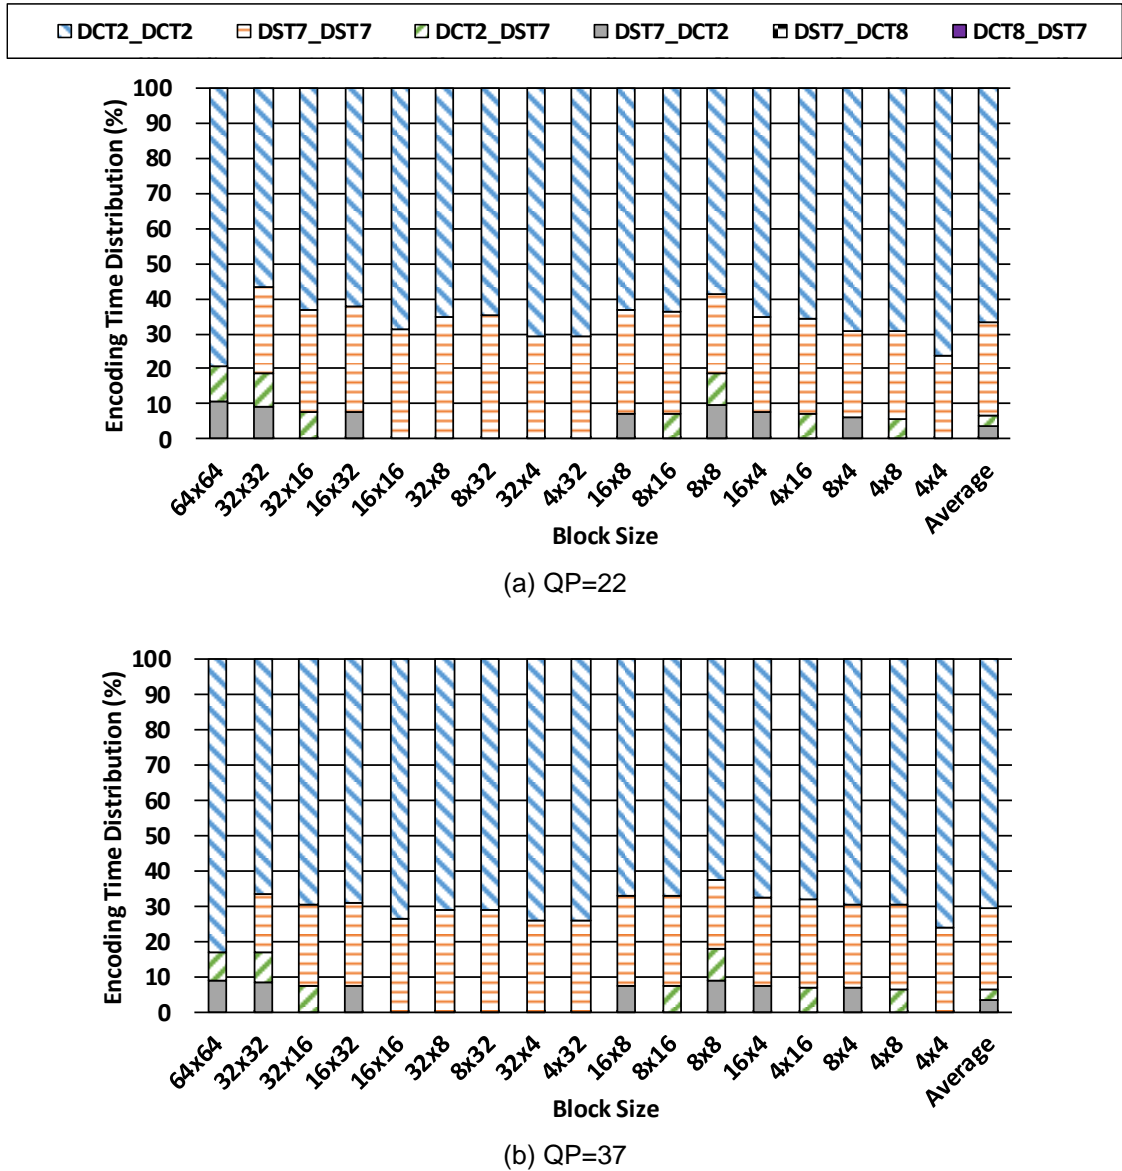 DCT2_DCT2 DST7_DST7 DCT2_DST7 DST7_DCT2 DST7_DCT8 DCT8_DST7
Encoding Time Distribution (%)
100
90
80
70
60
50
40
30
20
10
0
64x64 32x32 32x16 16x32 16x16 32x8 8x32 32x4 4x32 16x8 8x16 8x8 16x4 4x16 8x4 4x8 4x4 Average
Block Size
(a) QP=22
Encoding Time Distribution (%)
100
90
80
70
60
50
40
30
20
10
0
64x64 32x32 32x16 16x32 16x16 32x8 8x32 32x4 4x32 16x8 8x16 8x8 16x4 4x16 8x4 4x8 4x4 Average
Block Size
(b) QP=37